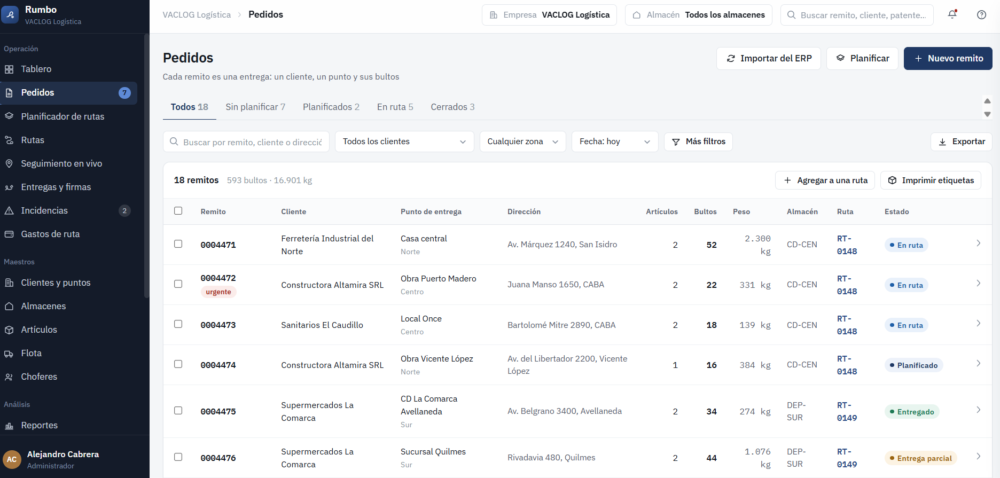 Rumbo
VACLOG Logística
Operación
Tablero
Pedidos 7
Planificador de rutas
Rutas
Seguimiento en vivo
Entregas y firmas
Incidencias 2
Gastos de ruta
Maestros
Clientes y puntos
Almacenes
Artículos
Flota
Choferes
Análisis
Reportes
AC
Alejandro Cabrera
Administrador
VACLOG Logística Pedidos
Empresa VACLOG Logística
Almacén Todos los almacenes
Buscar remito, cliente, patente...
Pedidos
Cada remito es una entrega: un cliente, un punto y sus bultos
Importar del ERP
Planificar
Nuevo remito
Todos 18 Sin planificar 7 Planificados 2 En ruta 5 Cerrados 3
Buscar por remito, cliente o direcció
Todos los clientes
Cualquier zona
Fecha: hoy
Más filtros
Exportar
18 remitos 593 bultos · 16.901 kg
Agregar a una ruta
Imprimir etiquetas
Remito Cliente Punto de entrega Dirección Artículos Bultos Peso Almacén Ruta Estado
0004471
Ferretería Industrial del
Norte
Casa central
Norte
Av. Márquez 1240, San Isidro
2
52
2.300
kg
CD-CEN
RT-
0148
En ruta
0004472
urgente
Constructora Altamira SRL
Obra Puerto Madero
Centro
Juana Manso 1650, CABA
2
22
331 kg
CD-CEN
RT-
0148
En ruta
0004473
Sanitarios El Caudillo
Local Once
Centro
Bartolomé Mitre 2890, CABA
2
18
139 kg
CD-CEN
RT-
0148
En ruta
0004474
Constructora Altamira SRL
Obra Vicente López
Norte
Av. del Libertador 2200, Vicente
López
1
16
384 kg
CD-CEN
RT-
0148
Planificado
0004475
Supermercados La
Comarca
CD La Comarca
Avellaneda
Sur
Av. Belgrano 3400, Avellaneda
2
34
274 kg
DEP-
SUR
RT-
0149
Entregado
0004476
Supermercados La
Comarca
Sucursal Quilmes
Sur
Rivadavia 480, Quilmes
2
44
1.076
kg
DEP-
SUR
RT-
0149
Entrega parcial